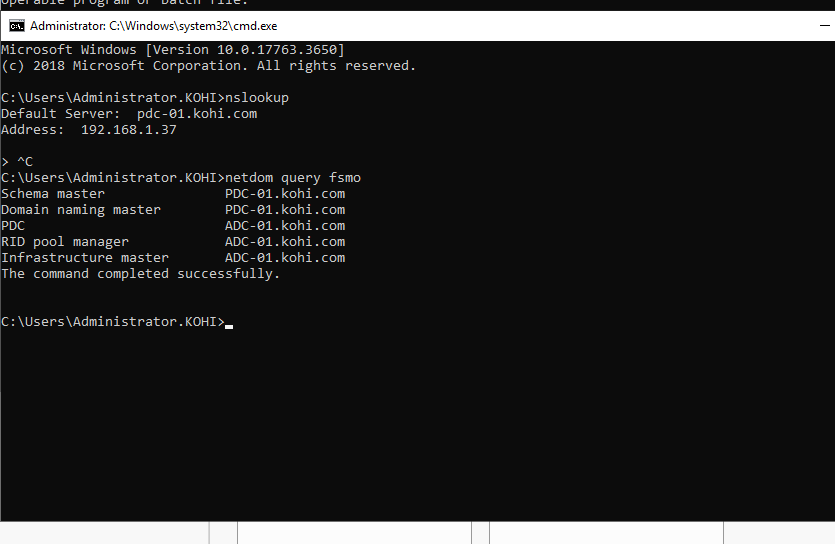 operable program or batch file.
Administrator: C:\Windows\system32\cmd.exe
Microsoft Windows [Version 10.0.17763.3650]
(c) 2018 Microsoft Corporation. All rights reserved.
C:\Users\Administrator.KOHI>nslookup
Default Server:  pdc-01.kohi.com
Address:  192.168.1.37
> ^C
C:\Users\Administrator.KOHI>netdom query fsmo
Schema master               PDC-01.kohi.com
Domain naming master        PDC-01.kohi.com
PDC                         ADC-01.kohi.com
RID pool manager            ADC-01.kohi.com
Infrastructure master       ADC-01.kohi.com
The command completed successfully.
C:\Users\Administrator.KOHI>